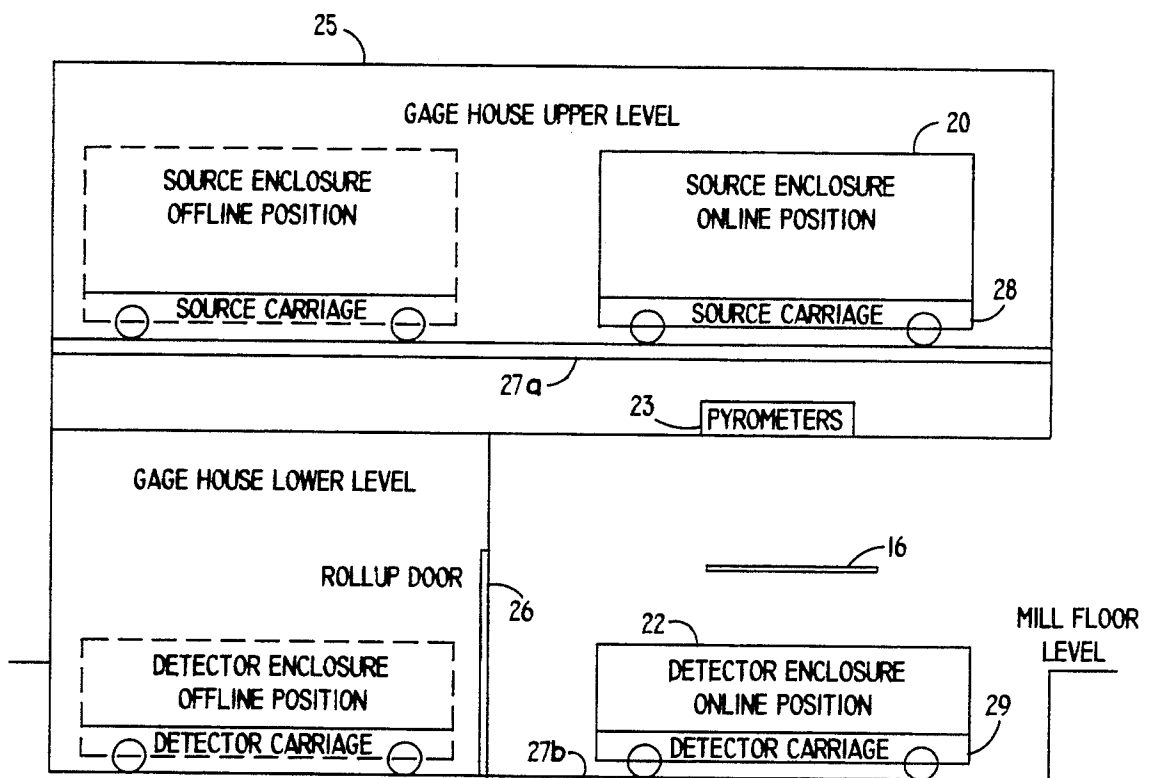 25
GAGE HOUSE UPPER LEVEL
20
SOURCE ENCLOSURE
OFFLINE POSITION
SOURCE ENCLOSURE
ONLINE POSITION
SOURCE CARRIAGE
SOURCE CARRIAGE
28
27a
23
PYROMETERS
GAGE HOUSE LOWER LEVEL
16
ROLLUP DOOR
26
22
MILL FLOOR
LEVEL
DETECTOR ENCLOSURE
OFFLINE POSITION
DETECTOR ENCLOSURE
ONLINE POSITION
29
DETECTOR CARRIAGE
27b
DETECTOR CARRIAGE